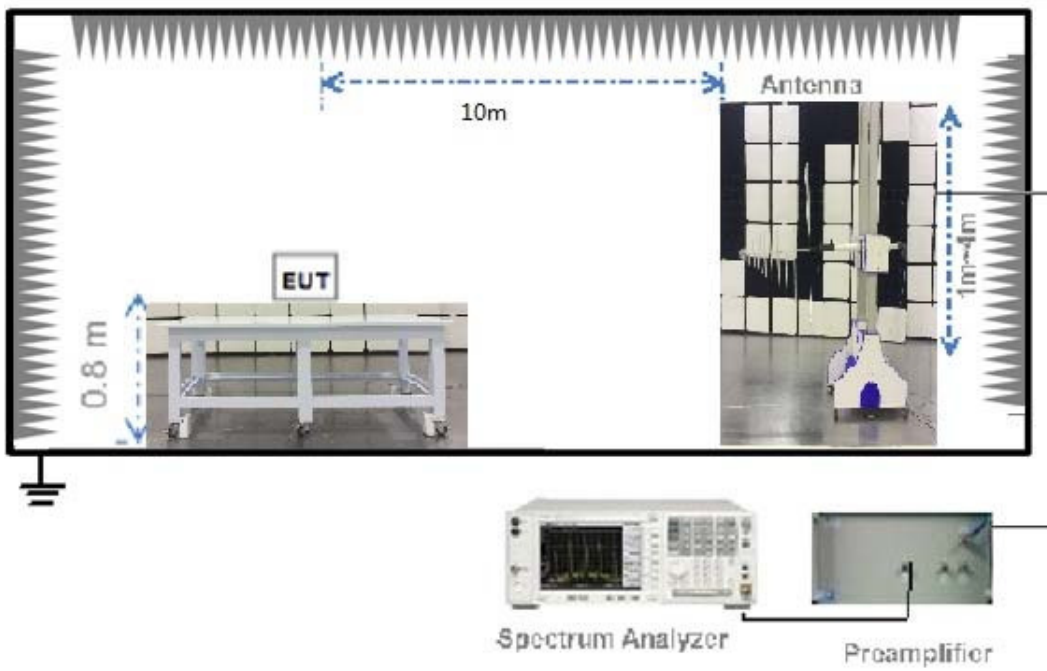 Antenna
10m
1m~4m
EUT
0.8 m
Spectrum Analyzer
Preamplifier